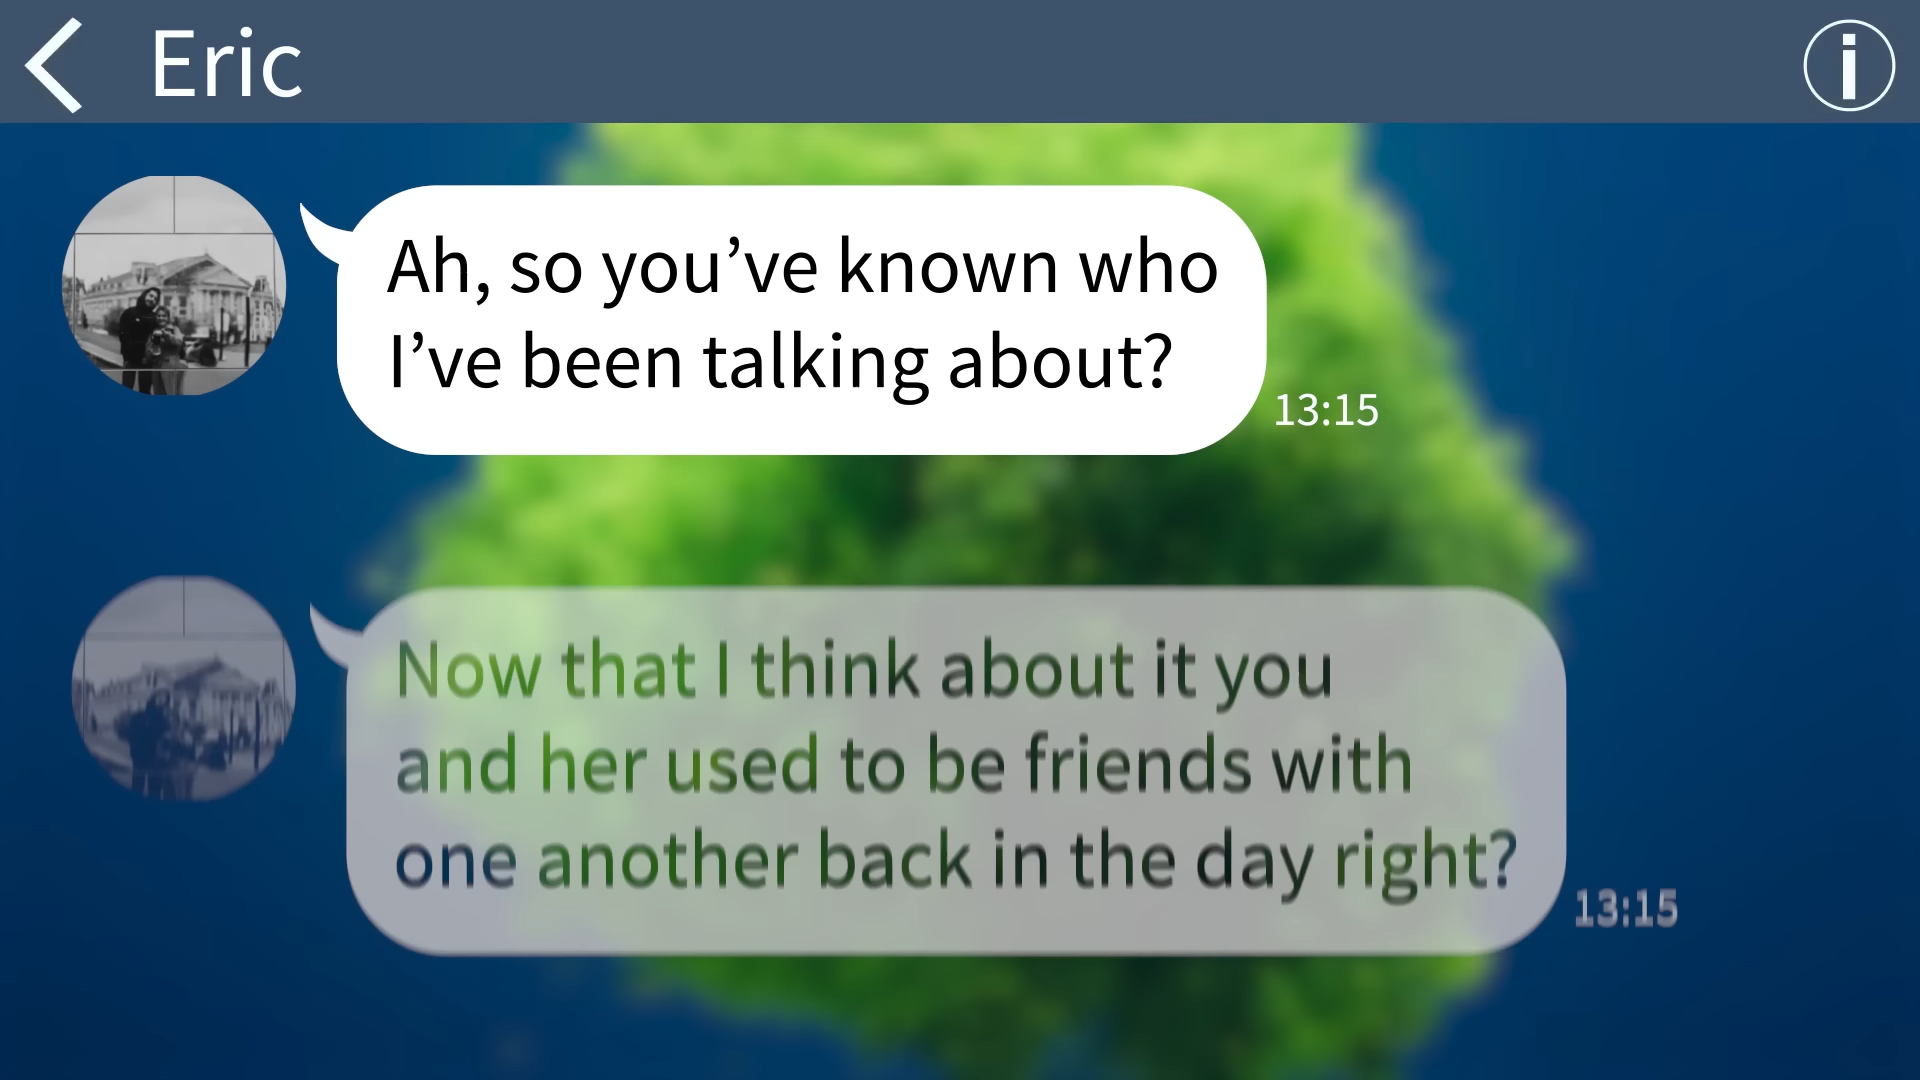 Eric
Ah, so you’ve known who
I’ve been talking about?
13:15
Now that I think about it you
and her used to be friends with
one another back in the day right?
13:15